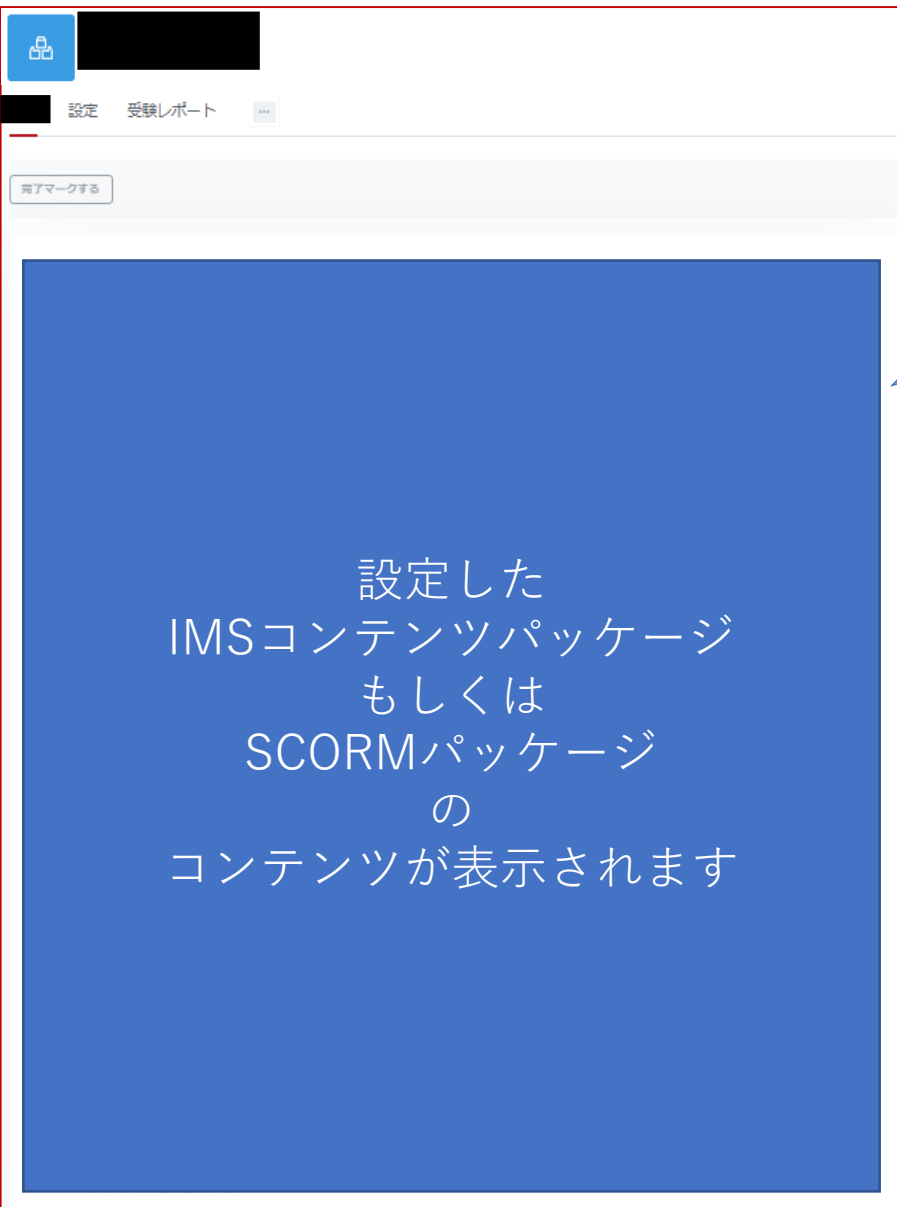 設定 受験レポート ...
完了マークする
設定した
IMSコンテンツパッケージ
もしくは
SCORMパッケージ
の
コンテンツが表示されます